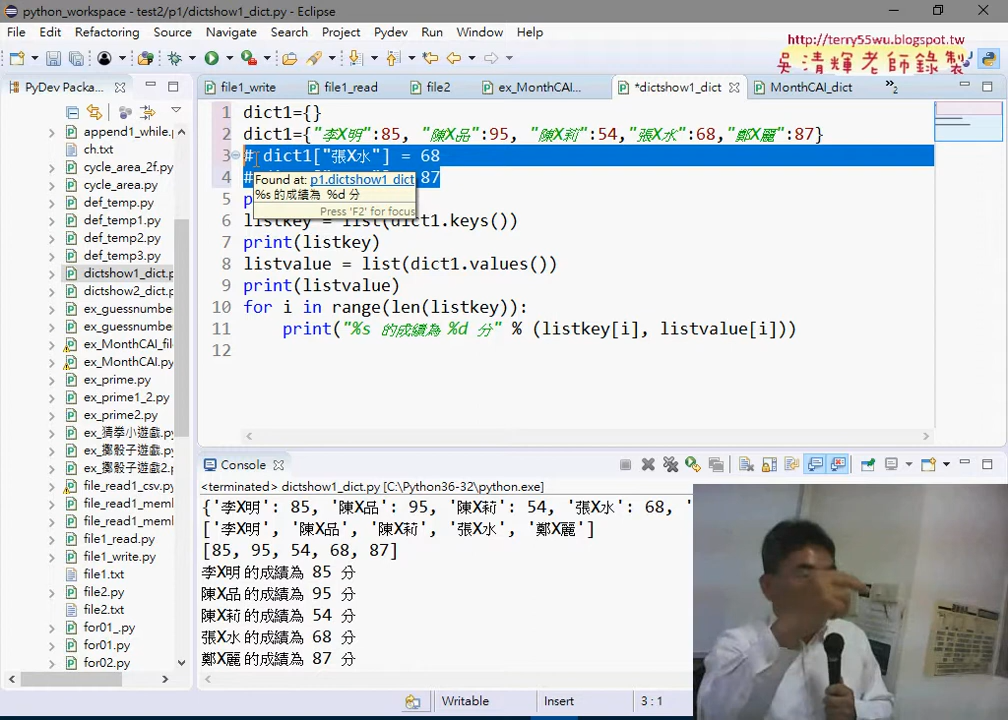 python_workspace - test2/p1/dictshow1_dict.py - Eclipse
File Edit Refactoring Source Navigate Search Project Pydev Run Window Help
http://terry55wu.blogspot.tw
吳清輝老師錄製
PyDev Packa...
file1_write file1_read file2 ex_MonthCAI... *dictshow1_dict MonthCAI_dict
append1_while.p
ch.txt
cycle_area_2f.py
cycle_area.py
def_temp.py
def_temp1.py
def_temp2.py
def_temp3.py
dictshow1_dict.p
dictshow2_dict.p
ex_guessnumber
ex_guessnumber
ex_MonthCAI_file
ex_MonthCAI.py
ex_prime.py
ex_prime1_2.py
ex_prime2.py
ex_猜拳小遊戲.py
ex_擲骰子遊戲.py
ex_擲骰子遊戲2.p
file_read1_csv.py
file_read1_mem
file_read1_mem
file1_read.py
file1_write.py
file1.txt
file2.py
file2.txt
for01_.py
for01.py
for02.py
1 dict1={}
2 dict1={"李X明":85, "陳X品":95, "陳X莉":54,"張X水":68,"鄭X麗":87}
3 # dict1["張X水"] = 68
4 # 87
Found at: p1.dictshow1_dict
%s 的成績為 %d 分
Press 'F2' for focus
5 p
6 listkey = list(dict1.keys())
7 print(listkey)
8 listvalue = list(dict1.values())
9 print(listvalue)
10 for i in range(len(listkey)):
11 print("%s 的成績為 %d 分" % (listkey[i], listvalue[i]))
12
Console
<terminated> dictshow1_dict.py [C:\Python36-32\python.exe]
{'李X明': 85, '陳X品': 95, '陳X莉': 54, '張X水': 68,
['李X明', '陳X品', '陳X莉', '張X水', '鄭X麗']
[85, 95, 54, 68, 87]
李X明 的成績為 85 分
陳X品 的成績為 95 分
陳X莉 的成績為 54 分
張X水 的成績為 68 分
鄭X麗 的成績為 87 分
Writable Insert 3 : 1